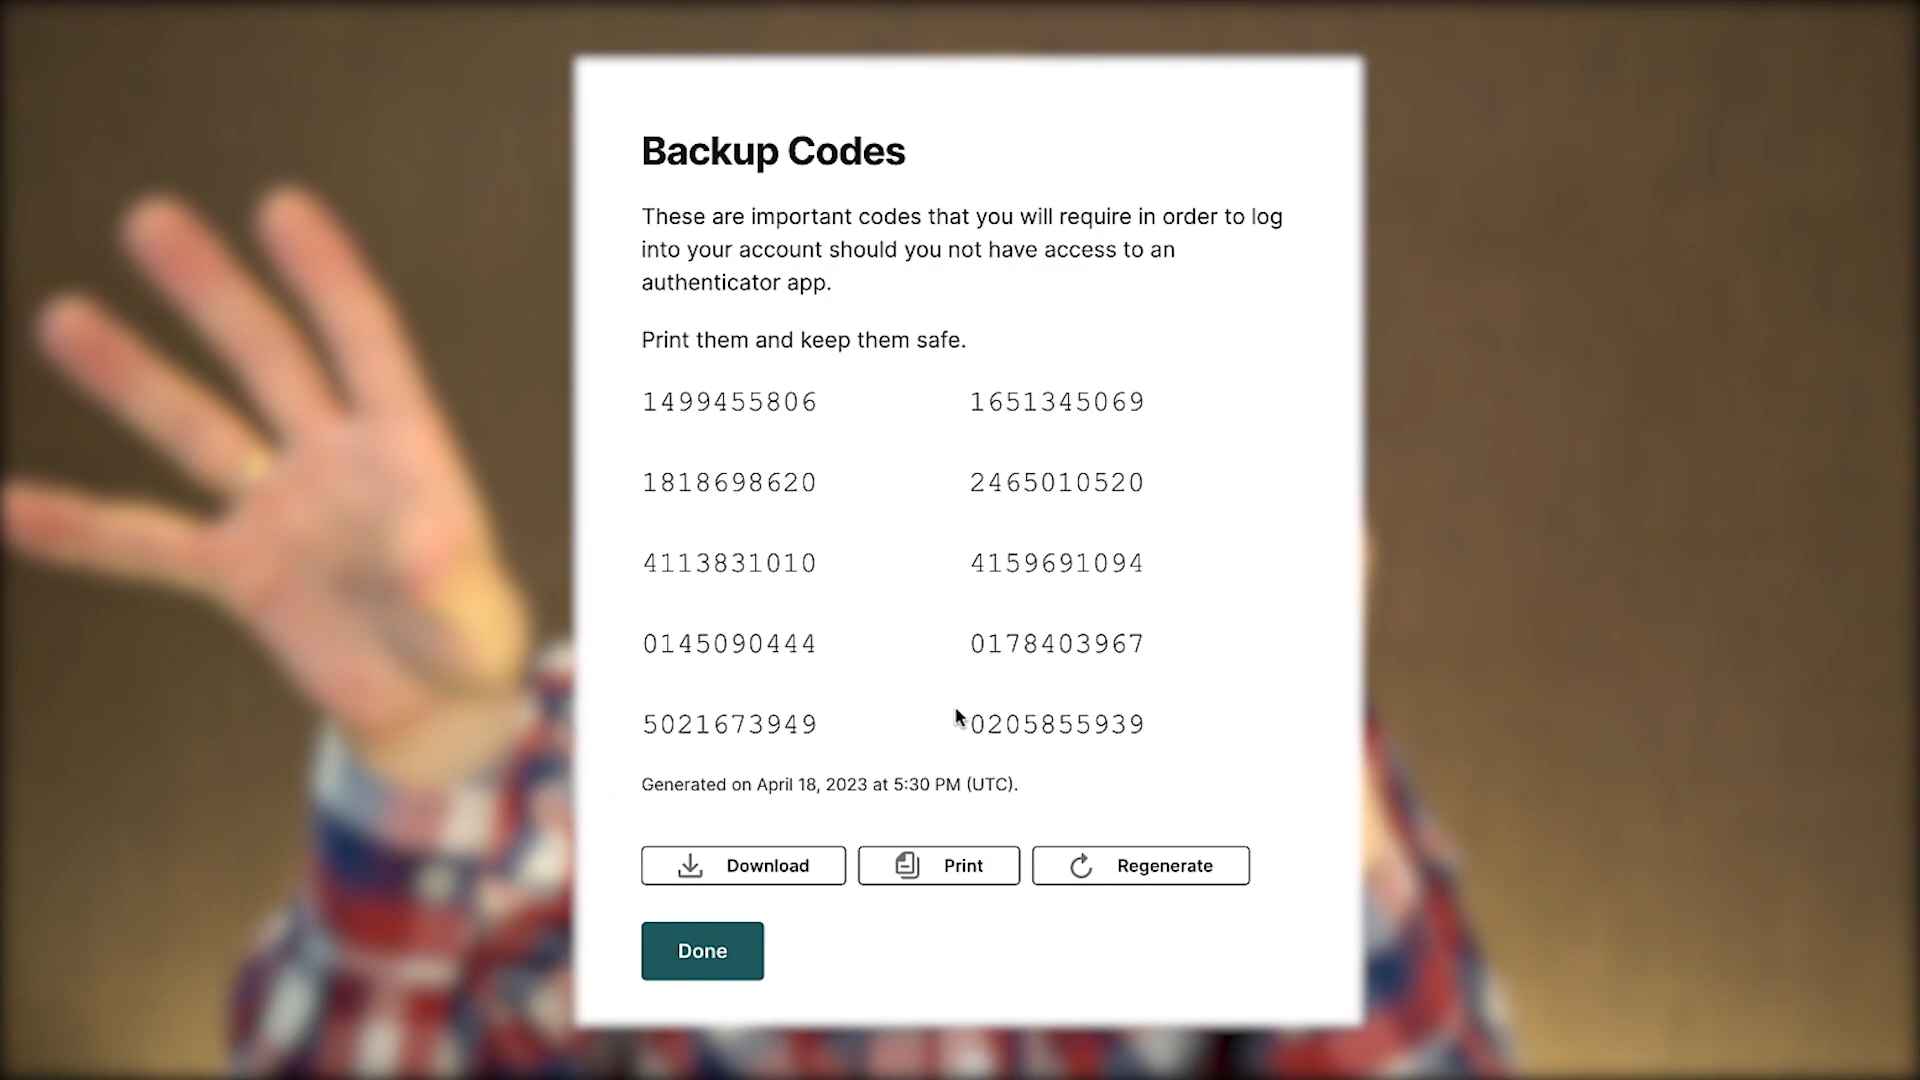 Backup Codes
These are important codes that you will require in order to log
into your account should you not have access to an
authenticator app.
Print them and keep them safe.
1499455806 1651345069
1818698620 2465010520
4113831010 4159691094
0145090444 0178403967
5021673949 0205855939
Generated on April 18, 2023 at 5:30 PM (UTC).
Download Print Regenerate
Done